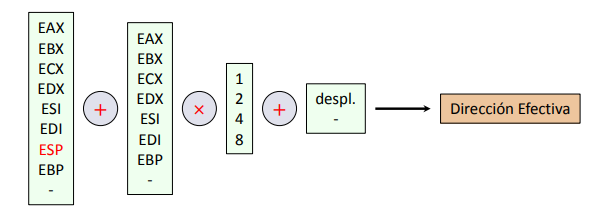 EAX
EBX
ECX
EDX
ESI
EDI
ESP
EBP
-
+
EAX
EBX
ECX
EDX
ESI
EDI
EBP
-
×
1
2
4
8
+
despl.
-
Dirección Efectiva